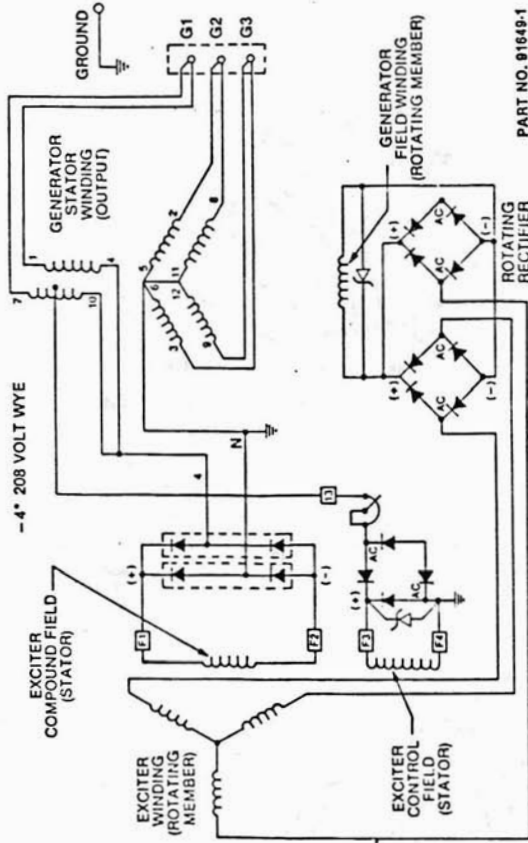 GROUND
G1
G2
G3
GENERATOR
STATOR
WINDING
(OUTPUT)
1
7
4
10
2
8
5
6
11
12
3
9
–4* 208 VOLT WYE
4
N
(+)
(-)
F1
F2
EXCITER
COMPOUND FIELD
(STATOR)
13
AC
AC
(+)
F3
F4
EXCITER
WINDING
(ROTATING
MEMBER)
EXCITER
CONTROL
FIELD
(STATOR)
GENERATOR
FIELD WINDING
(ROTATING MEMBER)
(+)
AC
AC
(-)
(+)
AC
AC
(-)
ROTATING
RECTIFIER
PART NO. 91649-1